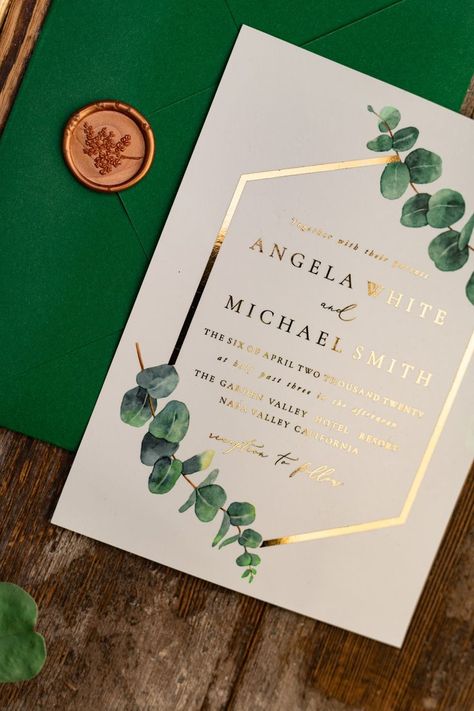 Together with their parents
ANGELA WHITE
and
MICHAEL SMITH
THE SIX OF APRIL TWO THOUSAND TWENTY
at half past three in the afternoon
THE GARDEN VALLEY HOTEL RESORT
NAPA VALLEY CALIFORNIA
reception to follow